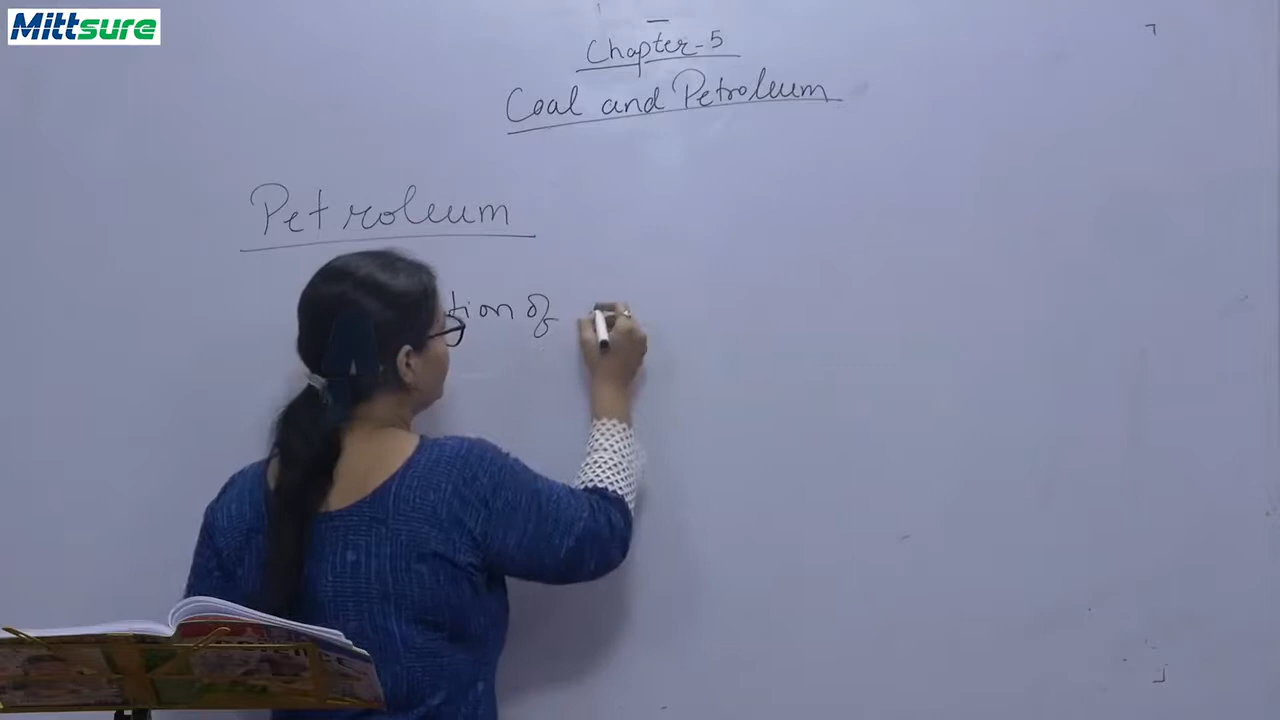 Mittsure
Chapter-5
Coal and Petroleum
Petroleum
tion of